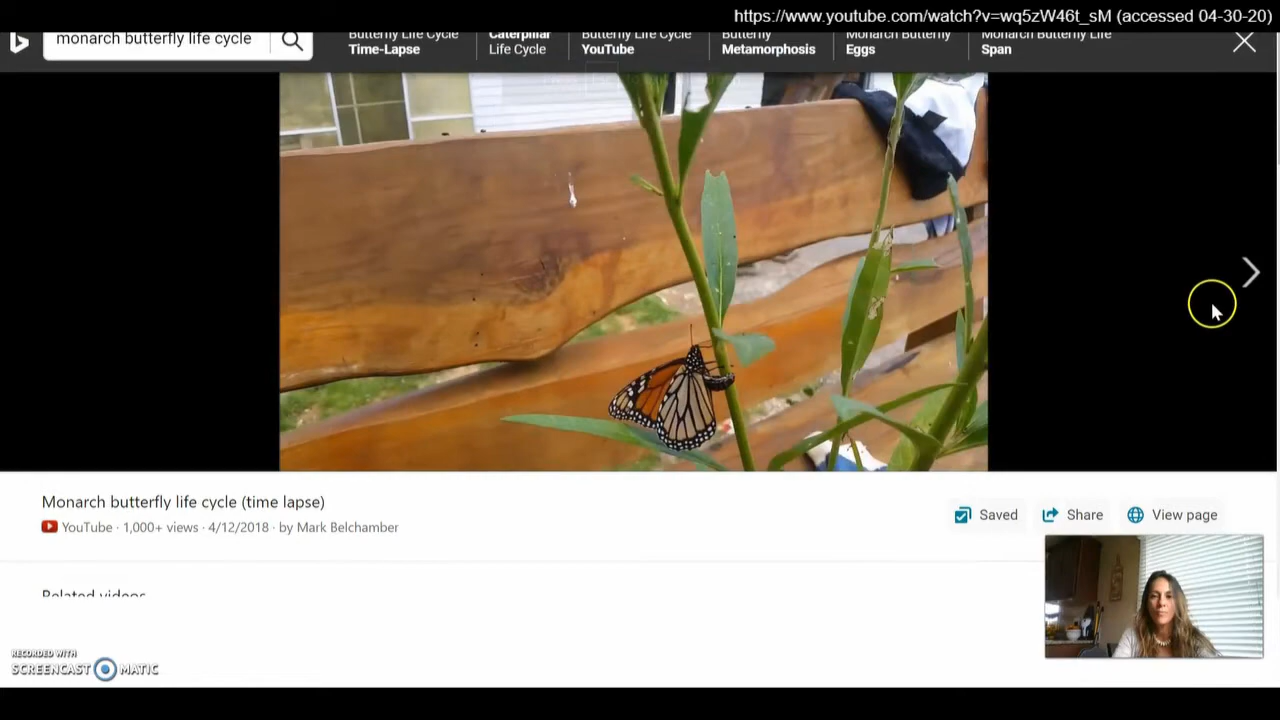 https://www.youtube.com/watch?v=wq5zW46t_sM (accessed 04-30-20)
monarch butterfly life cycle
Butterfly Life Cycle
Time-Lapse
Caterpillar
Life Cycle
Butterfly Life Cycle
YouTube
Butterfly
Metamorphosis
Monarch Butterfly
Eggs
Monarch Butterfly Life
Span
Monarch butterfly life cycle (time lapse)
YouTube · 1,000+ views · 4/12/2018 · by Mark Belchamber
Saved
Share
View page
Related videos
RECORDED WITH
SCREENCAST MATIC